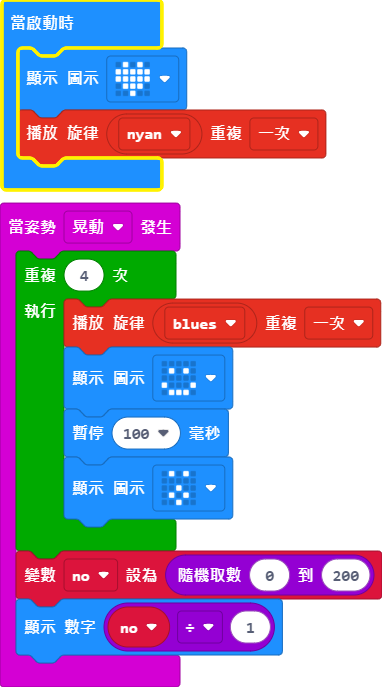 當啟動時
顯示 圖示
播放 旋律 nyan 重複 一次
當姿勢 晃動 發生
重複 4 次
執行
播放 旋律 blues 重複 一次
顯示 圖示
暫停 100 毫秒
顯示 圖示
變數 no 設為 隨機取數 0 到 200
顯示 數字 no ÷ 1